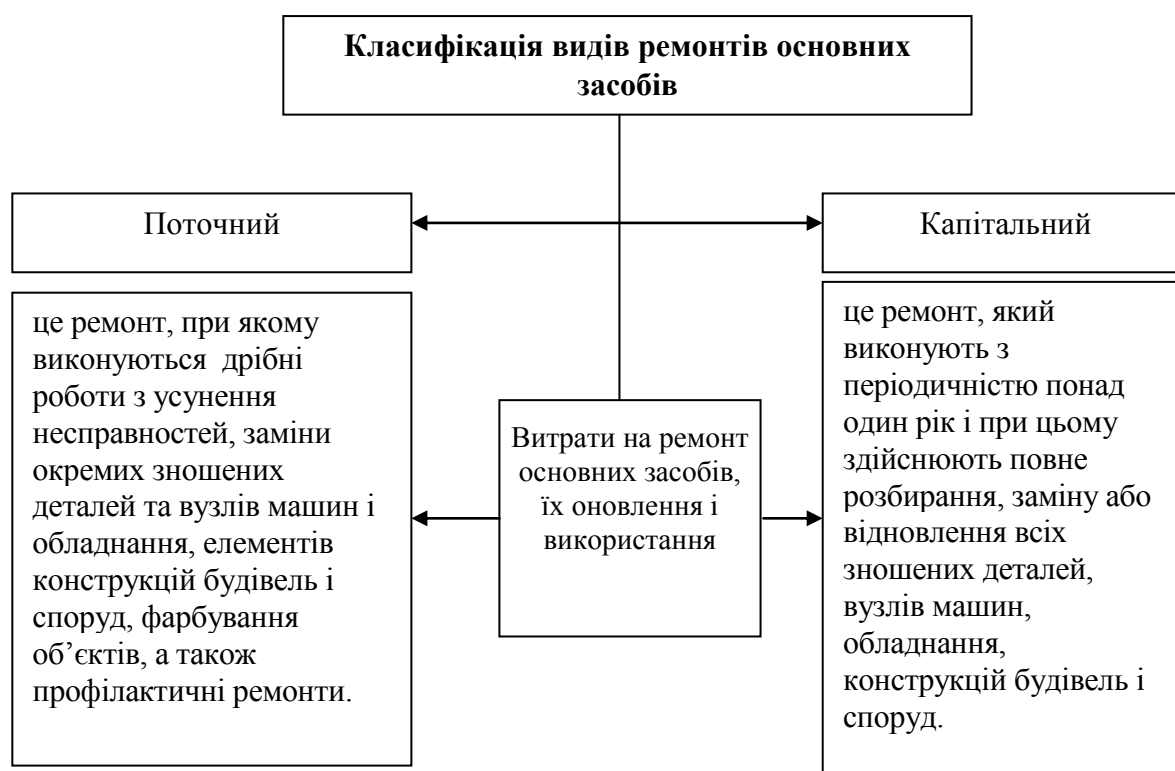 Класифікація видів ремонтів основних
засобів
Поточний
Капітальний
це ремонт, при якому
виконуються дрібні
роботи з усунення
несправностей, заміни
окремих зношених
деталей та вузлів машин і
обладнання, елементів
конструкцій будівель і
споруд, фарбування
об’єктів, а також
профілактичні ремонти.
Витрати на ремонт
основних засобів,
їх оновлення і
використання
це ремонт, який
виконують з
періодичністю понад
один рік і при цьому
здійснюють повне
розбирання, заміну або
відновлення всіх
зношених деталей,
вузлів машин,
обладнання,
конструкцій будівель і
споруд.